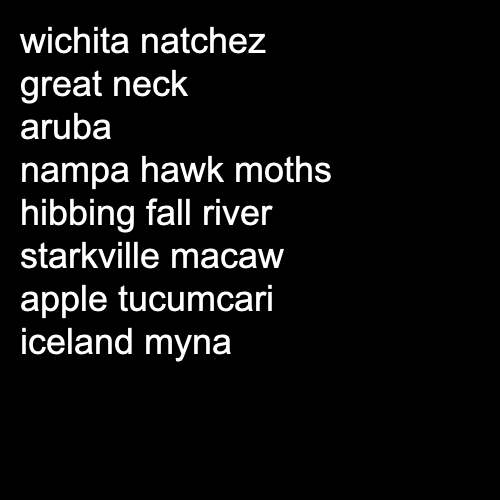 wichita natchez
great neck
aruba
nampa hawk moths
hibbing fall river
starkville macaw
apple tucumcari
iceland myna